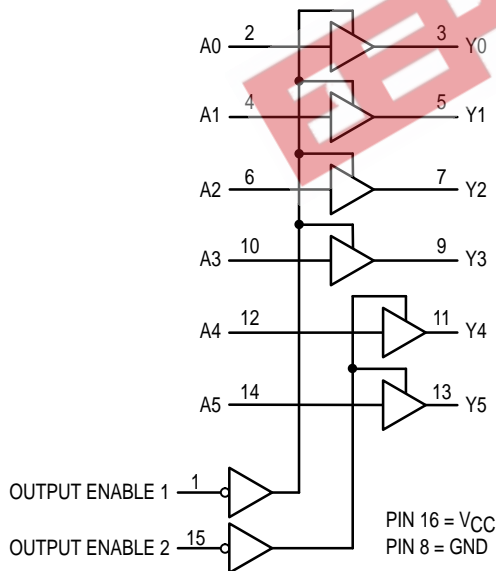 A0 2 3 Y0
A1 4 5 Y1
A2 6 7 Y2
A3 10 9 Y3
A4 12 11 Y4
A5 14 13 Y5
OUTPUT ENABLE 1 1
OUTPUT ENABLE 2 15
PIN 16 = VCC
PIN 8 = GND